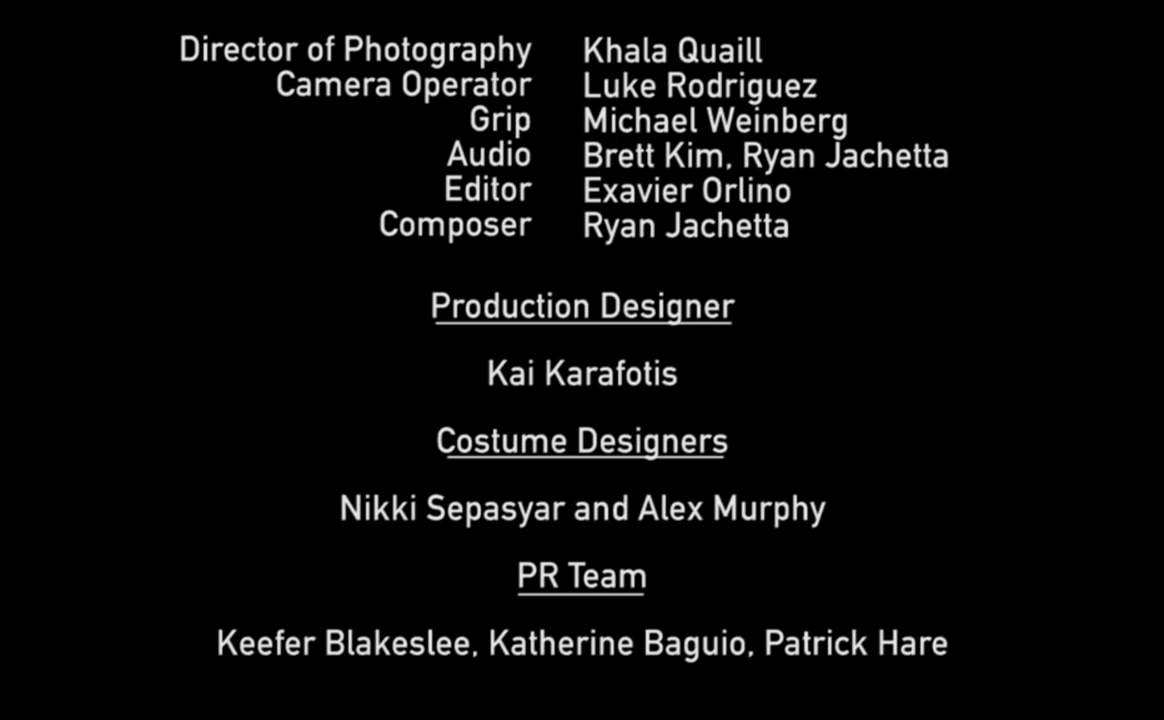 Director of Photography Khala Quaill
Camera Operator Luke Rodriguez
Grip Michael Weinberg
Audio Brett Kim, Ryan Jachetta
Editor Exavier Orlino
Composer Ryan Jachetta
Production Designer
Kai Karafotis
Costume Designers
Nikki Sepasyar and Alex Murphy
PR Team
Keefer Blakeslee, Katherine Baguio, Patrick Hare